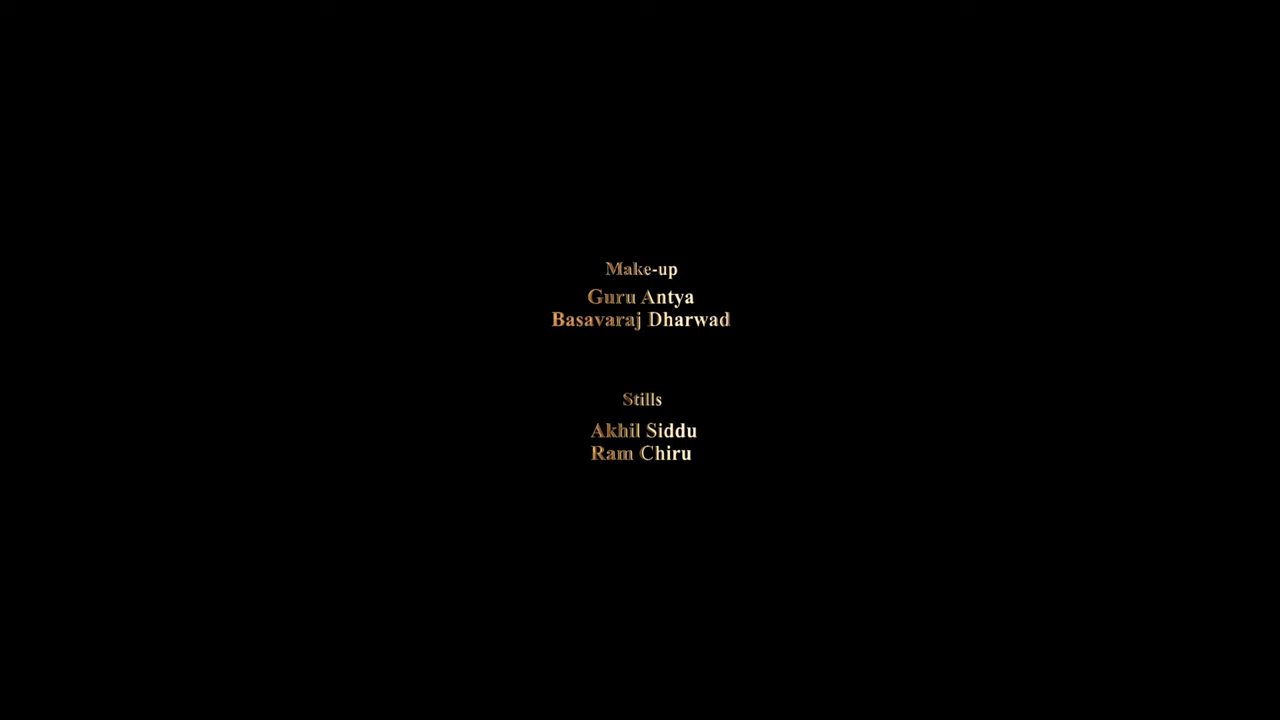 Make-up
Guru Antya
Basavaraj Dharwad
Stills
Akhil Siddu
Ram Chiru